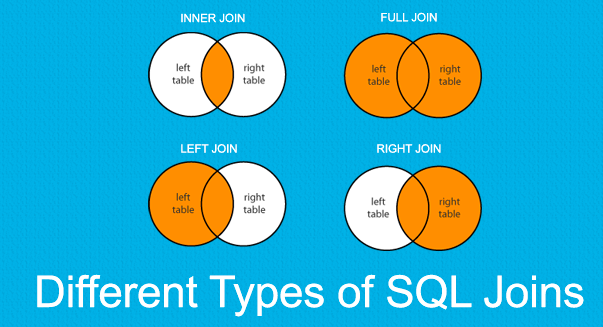 INNER JOIN
left
table
right
table
FULL JOIN
left
table
right
table
LEFT JOIN
left
table
right
table
RIGHT JOIN
left
table
right
table
Different Types of SQL Joins